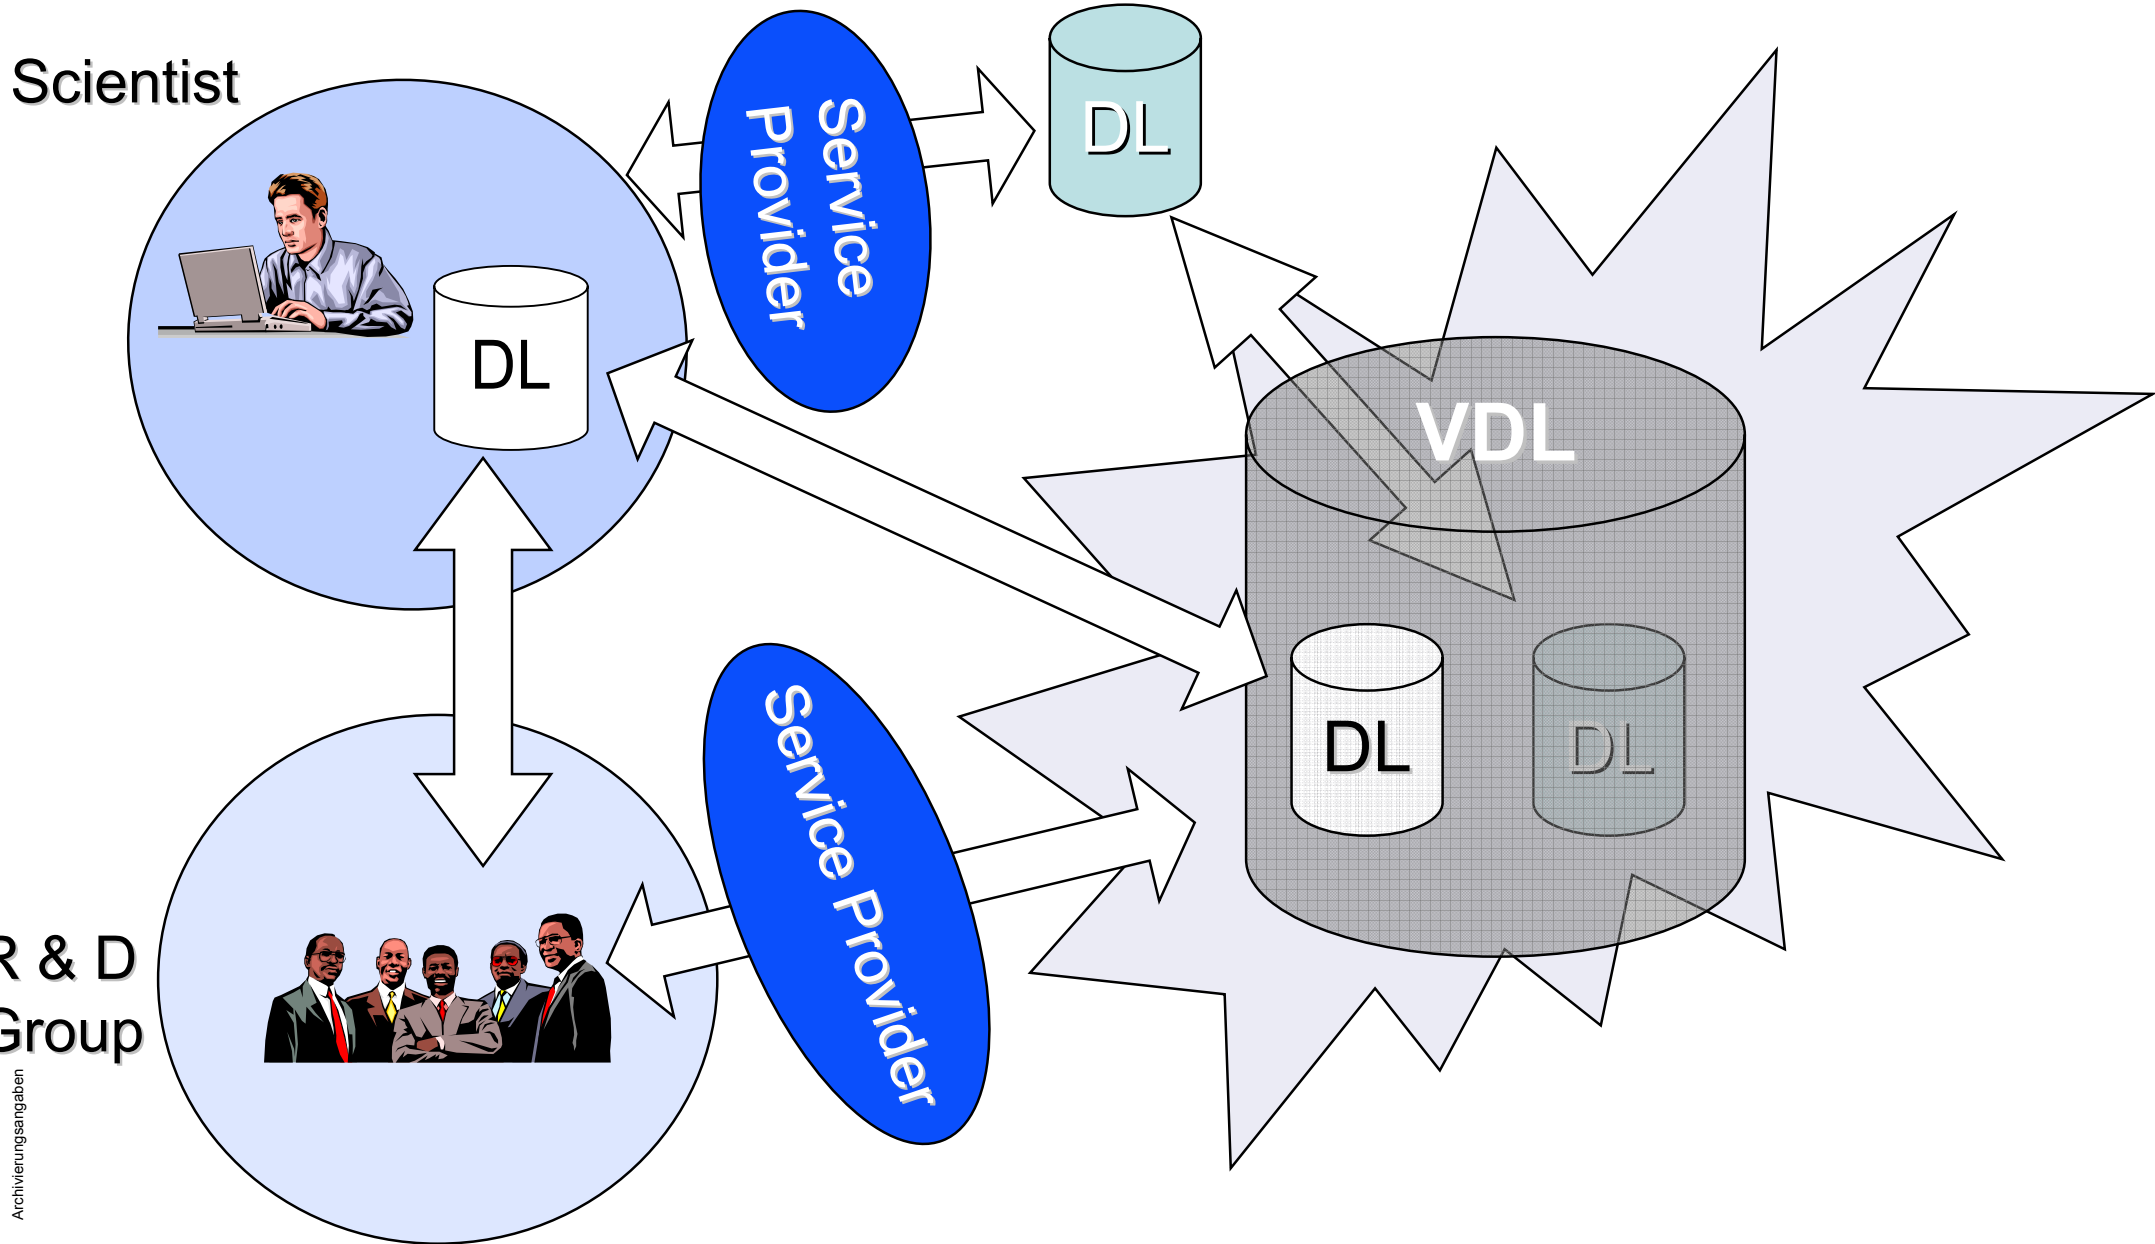 Scientist
Service
Provider
DL
DL
VDL
DL
DL
Service Provider
R & D
Group
Archivierungsangaben